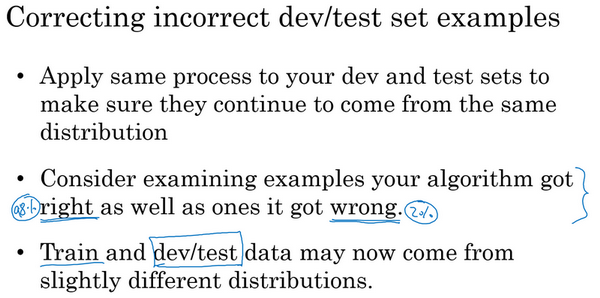 Correcting incorrect dev/test set examples
• Apply same process to your dev and test sets to
make sure they continue to come from the same
distribution
• Consider examining examples your algorithm got
98% right as well as ones it got wrong. 2%
• Train and dev/test data may now come from
slightly different distributions.